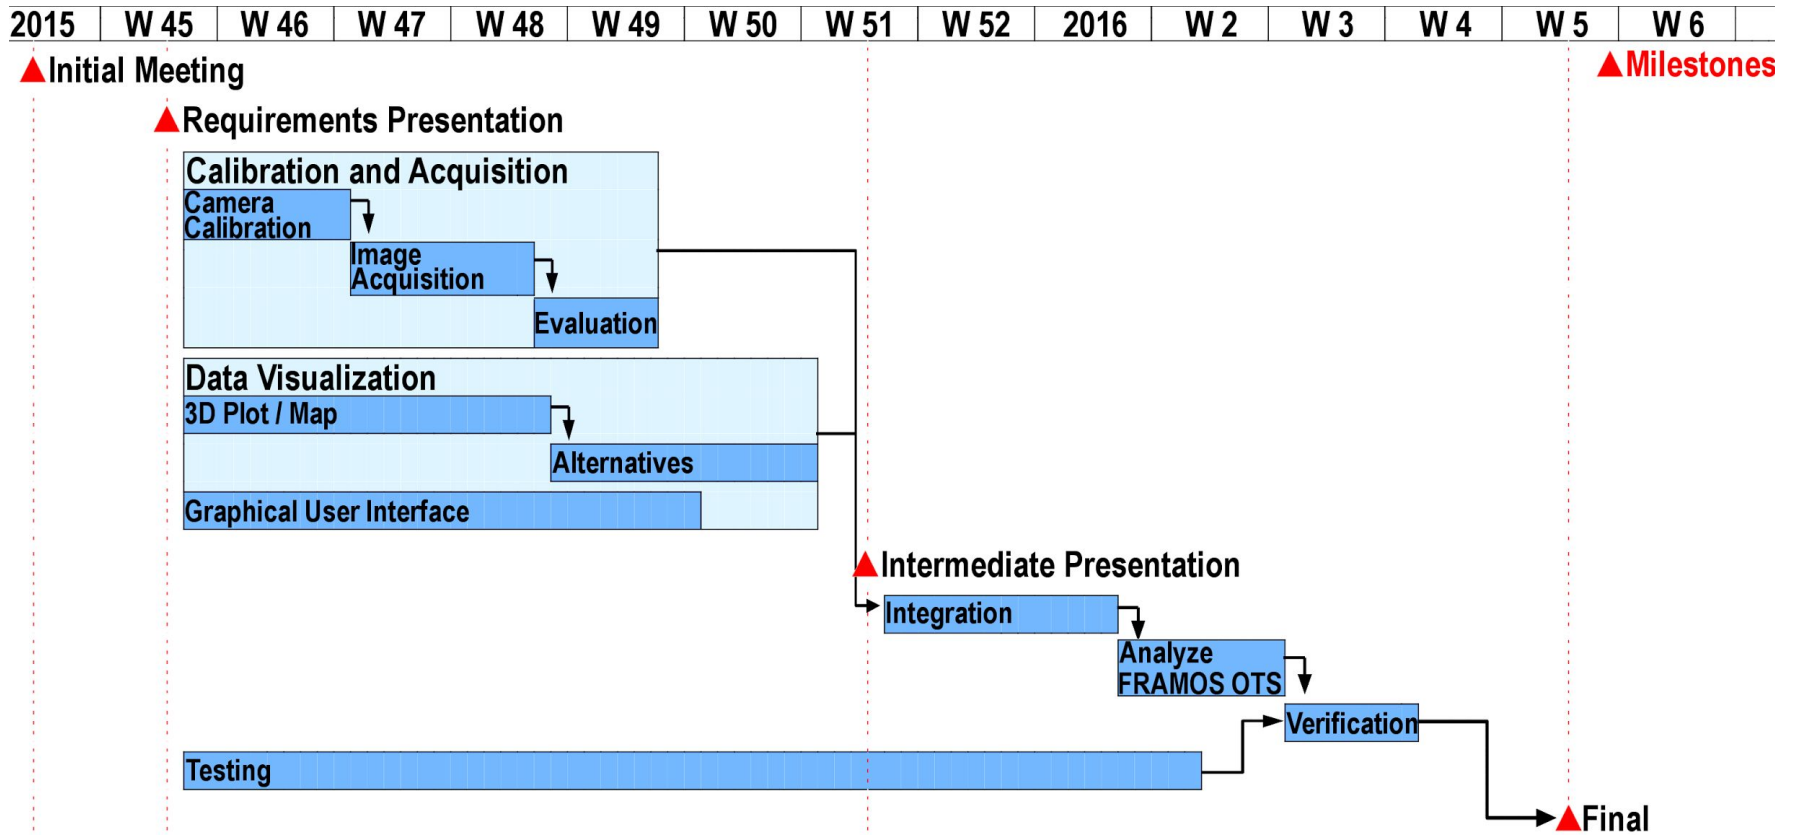 2015 W 45 W 46 W 47 W 48 W 49 W 50 W 51 W 52 2016 W 2 W 3 W 4 W 5 W 6
Initial Meeting
Milestones
Requirements Presentation
Calibration and Acquisition
Camera
Calibration
Image
Acquisition
Evaluation
Data Visualization
3D Plot / Map
Alternatives
Graphical User Interface
Intermediate Presentation
Integration
Analyze
FRAMOS OTS
Verification
Testing
Final